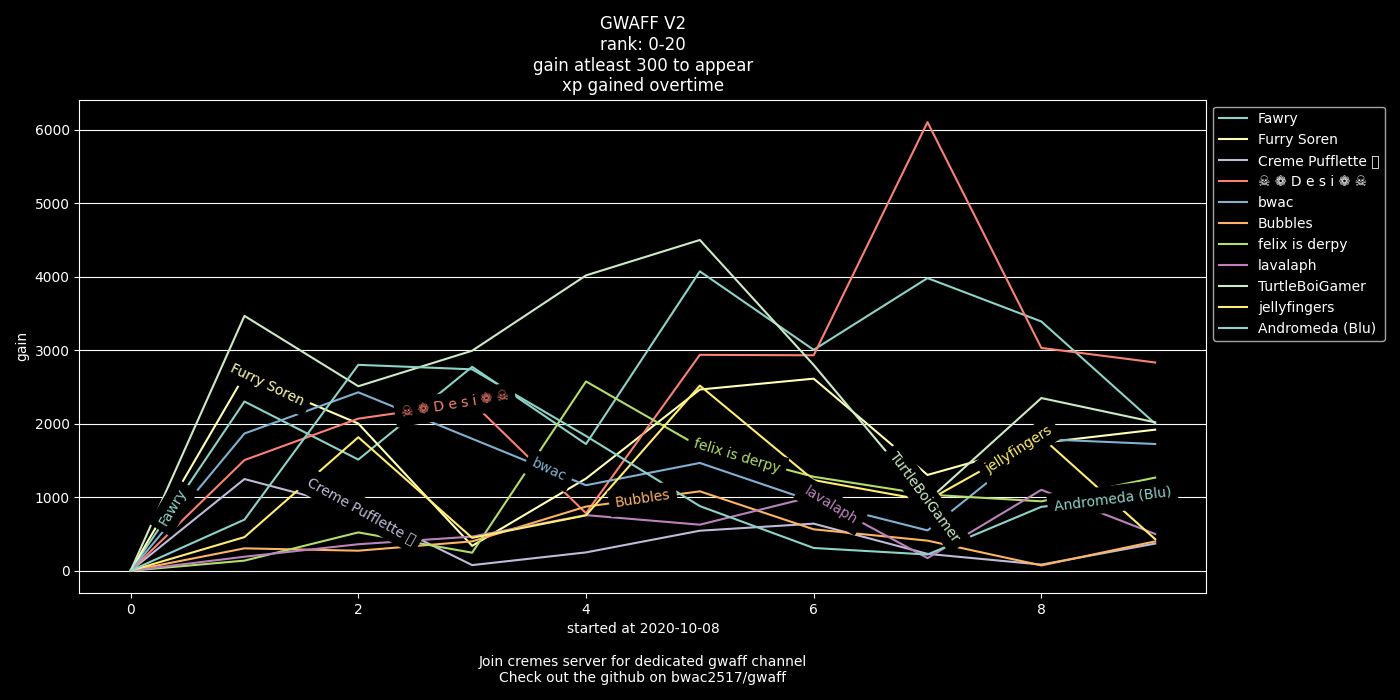 GWAFF V2
rank: 0-20
gain atleast 300 to appear
xp gained overtime
gain
6000
5000
4000
3000
2000
1000
0
0 2 4 6 8
started at 2020-10-08
Join cremes server for dedicated gwaff channel
Check out the github on bwac2517/gwaff
Fawry
Furry Soren
Creme Pufflette
☠ ❁ D e s i ❁ ☠
bwac
Bubbles
felix is derpy
lavalaph
TurtleBoiGamer
jellyfingers
Andromeda (Blu)
Fawry
Furry Soren
Creme Pufflette
☠ ❁ D e s i ❁ ☠
bwac
Bubbles
felix is derpy
lavalaph
TurtleBoiGamer
jellyfingers
Andromeda (Blu)